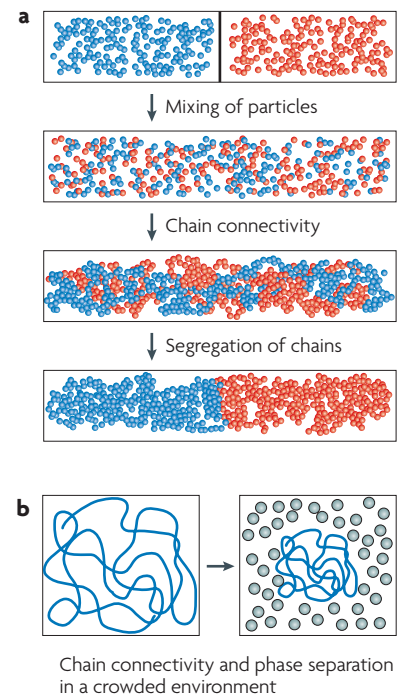 a
Mixing of particles
Chain connectivity
Segregation of chains
b
Chain connectivity and phase separation
in a crowded environment